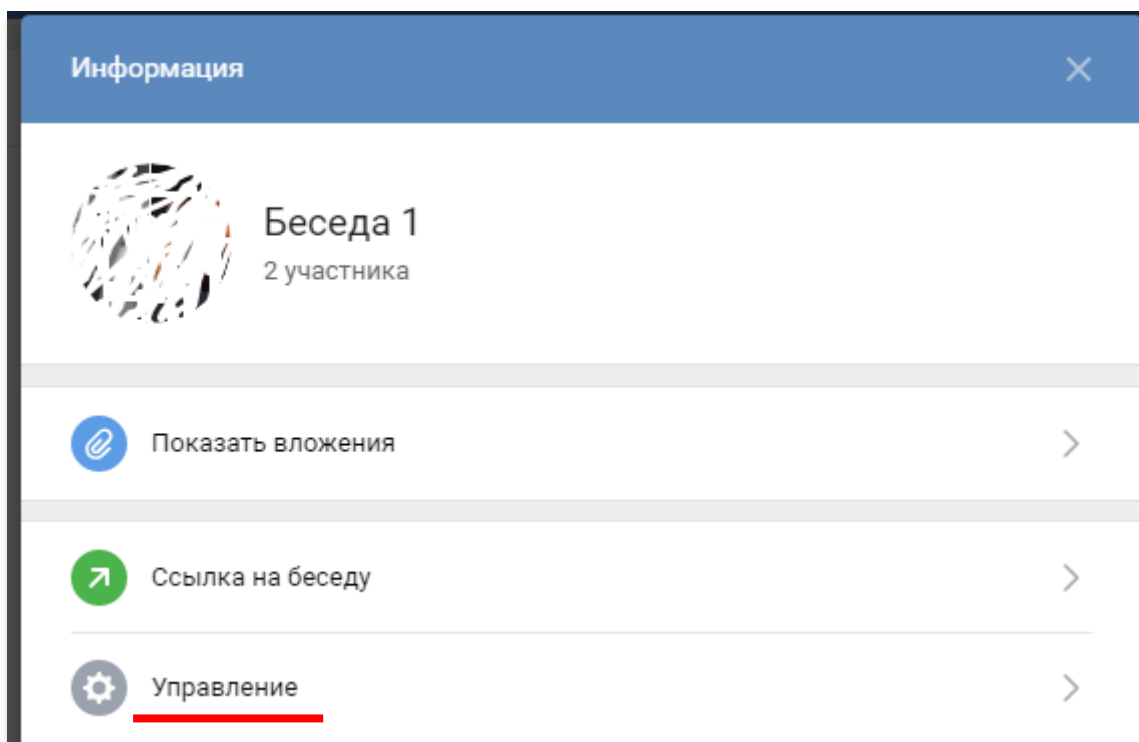 Информация
Беседа 1
2 участника
Показать вложения
Ссылка на беседу
Управление